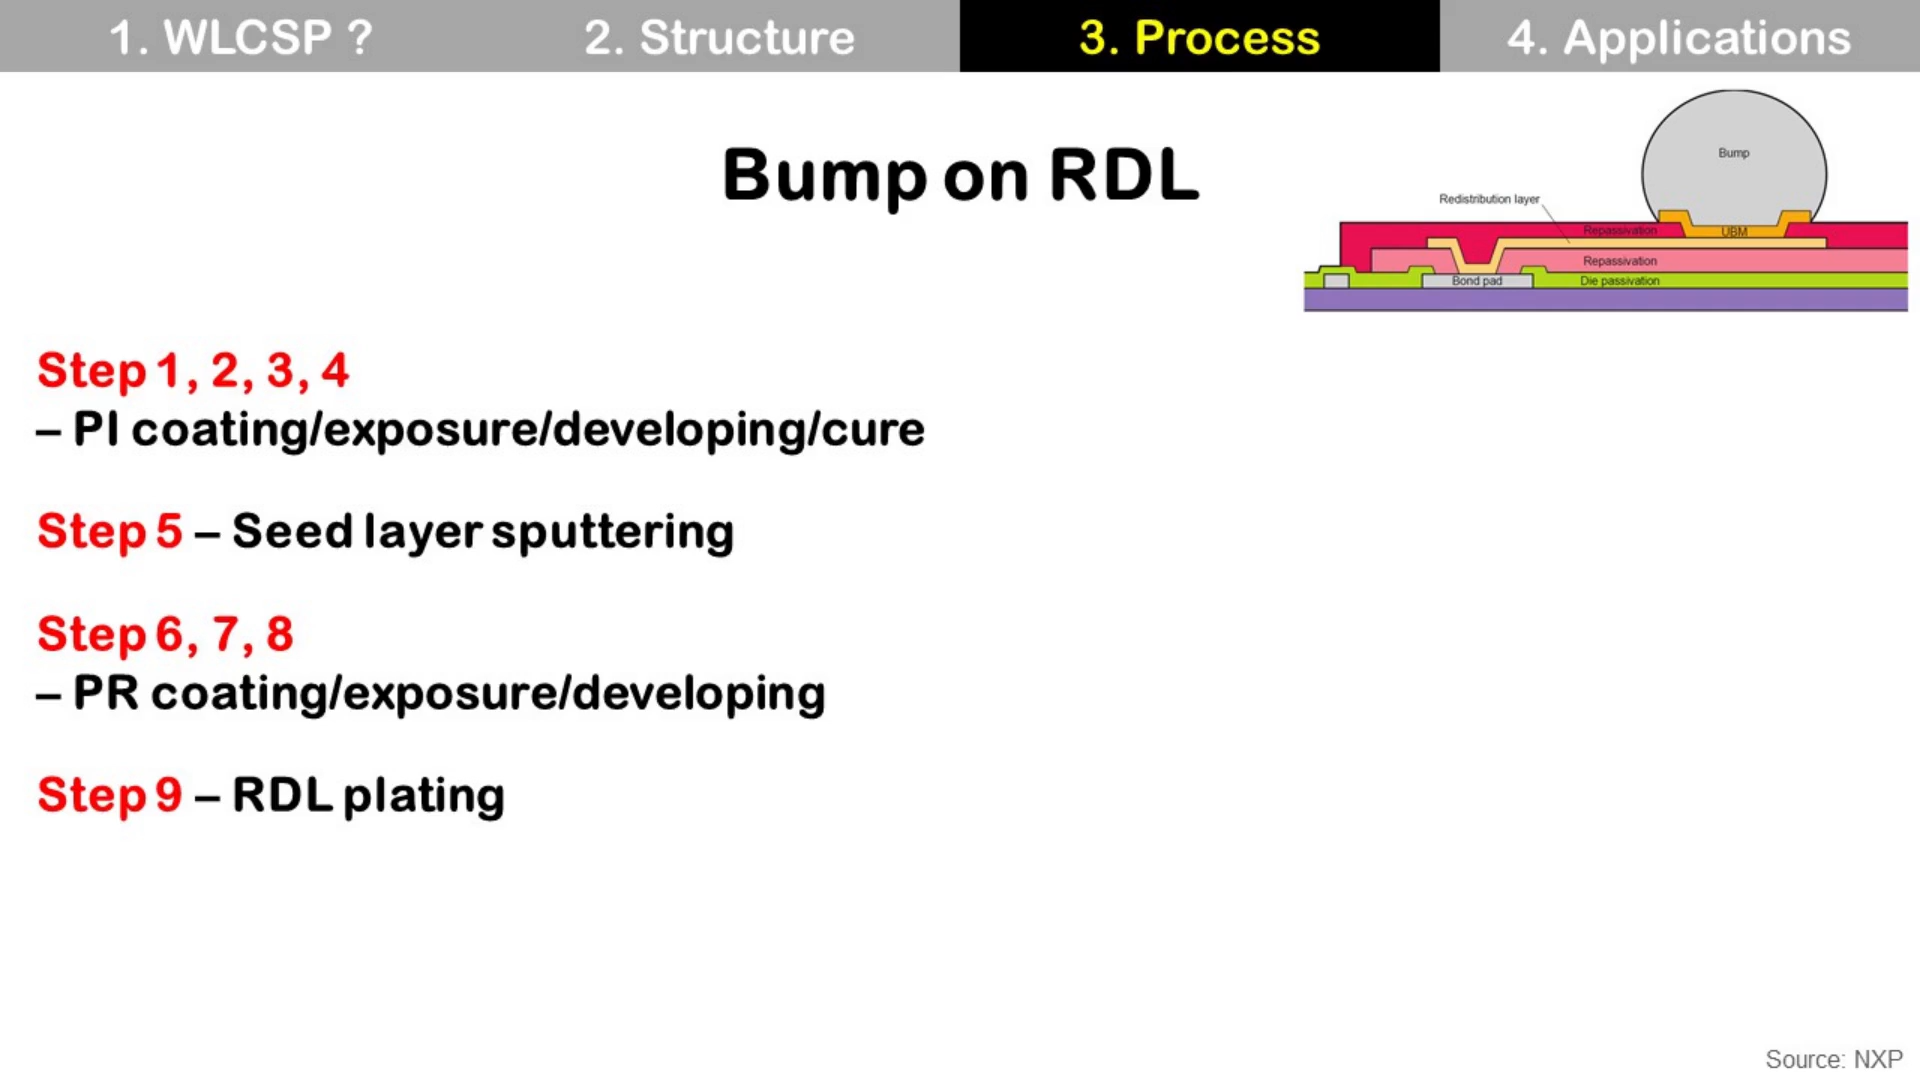 1. WLCSP ?
2. Structure
3. Process
4. Applications
Bump on RDL
Bump
Redistribution layer
Repassivation
UBM
Repassivation
Bond pad
Die passivation
Step 1, 2, 3, 4
– PI coating/exposure/developing/cure
Step 5 – Seed layer sputtering
Step 6, 7, 8
– PR coating/exposure/developing
Step 9 – RDL plating
Source: NXP